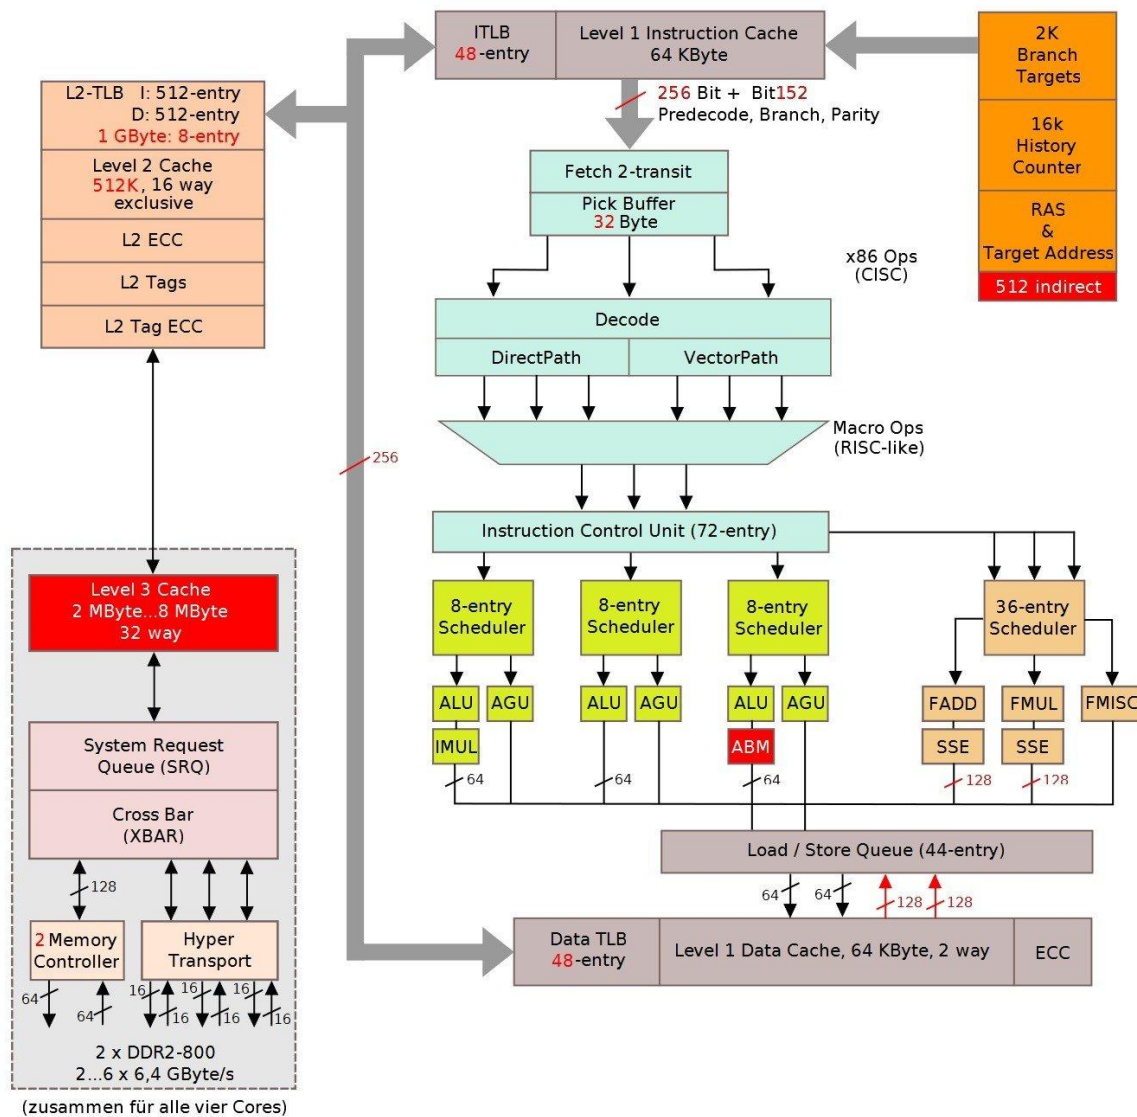 ITLB
48-entry
Level 1 Instruction Cache
64 KByte
2K
Branch
Targets
16k
History
Counter
RAS
&
Target Address
512 indirect
L2-TLB I: 512-entry
D: 512-entry
1 GByte: 8-entry
Level 2 Cache
512K, 16 way
exclusive
L2 ECC
L2 Tags
L2 Tag ECC
256 Bit + Bit152
Predecode, Branch, Parity
Fetch 2-transit
Pick Buffer
32 Byte
x86 Ops
(CISC)
Decode
DirectPath
VectorPath
Macro Ops
(RISC-like)
256
Instruction Control Unit (72-entry)
8-entry
Scheduler
8-entry
Scheduler
8-entry
Scheduler
36-entry
Scheduler
ALU
AGU
ALU
AGU
ALU
AGU
FADD
FMUL
FMISC
IMUL
ABM
SSE
SSE
64
64
64
128
128
Load / Store Queue (44-entry)
64
64
128
128
Data TLB
48-entry
Level 1 Data Cache, 64 KByte, 2 way
ECC
Level 3 Cache
2 MByte...8 MByte
32 way
System Request
Queue (SRQ)
Cross Bar
(XBAR)
128
2 Memory
Controller
Hyper
Transport
64
64
16
16
16
16
16
16
2 x DDR2-800
2...6 x 6,4 GByte/s
(zusammen für alle vier Cores)